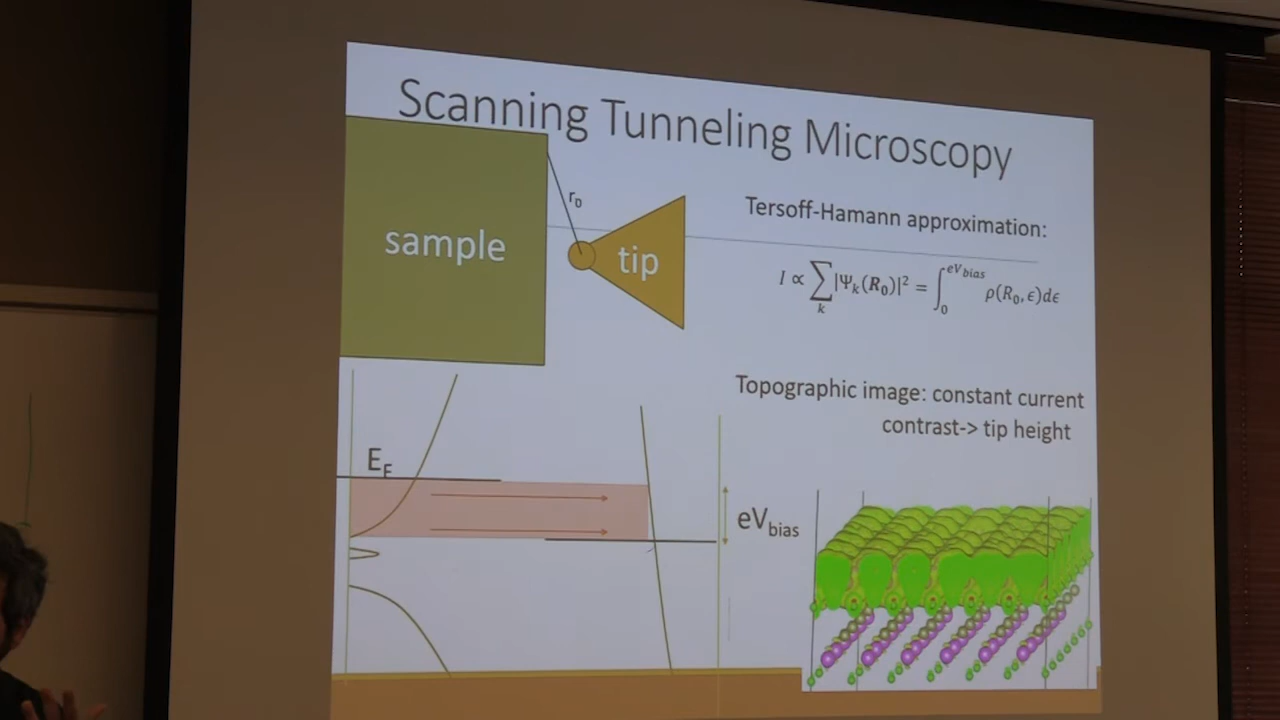 Scanning Tunneling Microscopy
sample
r₀
tip
Tersoff-Hamann approximation:
I ∝ ∑ₖ |Ψₖ(R₀)|² = ∫₀^{eV_bias} ρ(R₀, ϵ)dϵ
Topographic image: constant current
contrast-> tip height
E_F
eV_bias